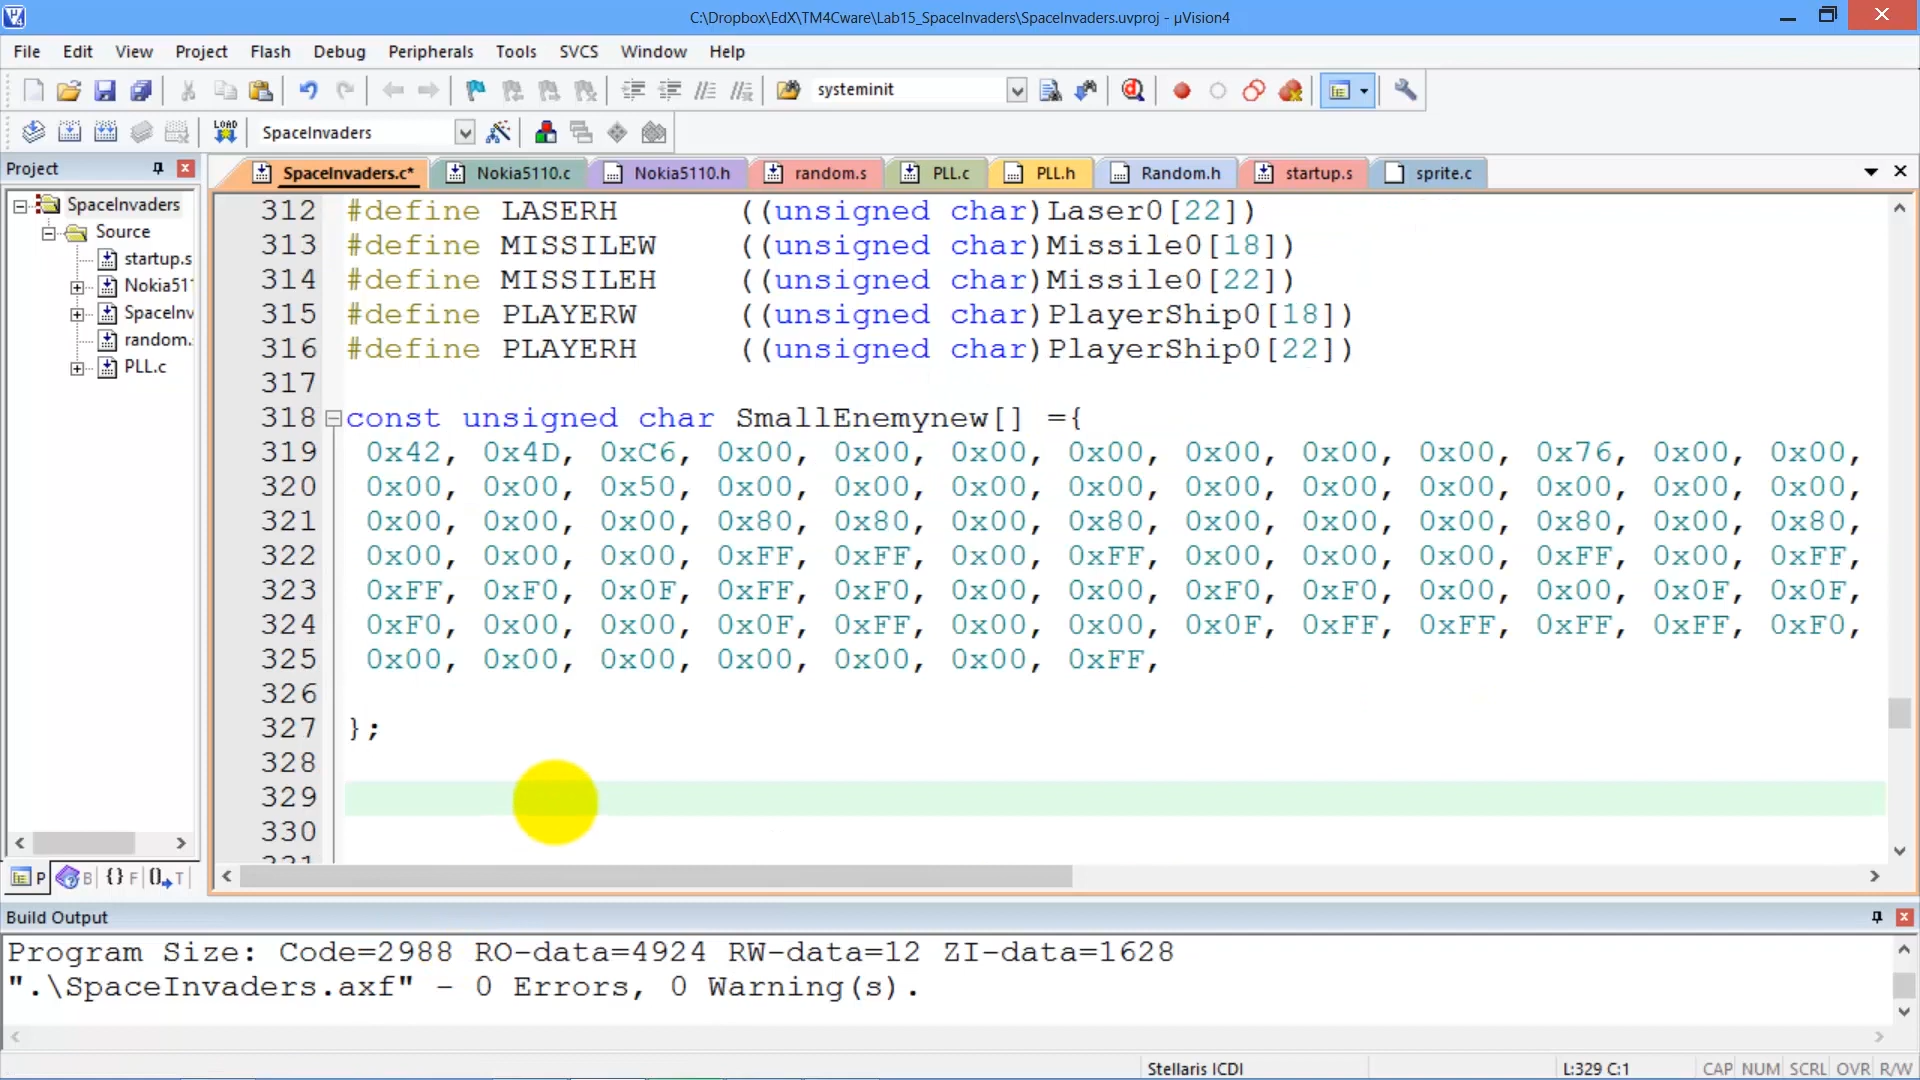 C:\Dropbox\EdX\TM4Cware\Lab15_SpaceInvaders\SpaceInvaders.uvproj - µVision4
File Edit View Project Flash Debug Peripherals Tools SVCS Window Help
systeminit
LOAD SpaceInvaders
Project
SpaceInvaders.c* Nokia5110.c Nokia5110.h random.s PLL.c PLL.h Random.h startup.s sprite.c
SpaceInvaders
Source
startup.s
Nokia511
SpaceInv
random.
PLL.c
P B F T
312 #define LASERH ((unsigned char)Laser0[22])
313 #define MISSILEW ((unsigned char)Missile0[18])
314 #define MISSILEH ((unsigned char)Missile0[22])
315 #define PLAYERW ((unsigned char)PlayerShip0[18])
316 #define PLAYERH ((unsigned char)PlayerShip0[22])
317
318 const unsigned char SmallEnemynew[] ={
319 0x42, 0x4D, 0xC6, 0x00, 0x00, 0x00, 0x00, 0x00, 0x00, 0x00, 0x76, 0x00, 0x00,
320 0x00, 0x00, 0x50, 0x00, 0x00, 0x00, 0x00, 0x00, 0x00, 0x00, 0x00, 0x00, 0x00,
321 0x00, 0x00, 0x00, 0x80, 0x80, 0x00, 0x80, 0x00, 0x00, 0x00, 0x80, 0x00, 0x80,
322 0x00, 0x00, 0x00, 0xFF, 0xFF, 0x00, 0xFF, 0x00, 0x00, 0x00, 0xFF, 0x00, 0xFF,
323 0xFF, 0xF0, 0x0F, 0xFF, 0xF0, 0x00, 0x00, 0xF0, 0xF0, 0x00, 0x00, 0x0F, 0x0F,
324 0xF0, 0x00, 0x00, 0x0F, 0xFF, 0x00, 0x00, 0x0F, 0xFF, 0xFF, 0xFF, 0xFF, 0xF0,
325 0x00, 0x00, 0x00, 0x00, 0x00, 0x00, 0xFF,
326
327 };
328
329
330
331
Build Output
Program Size: Code=2988 RO-data=4924 RW-data=12 ZI-data=1628
".\SpaceInvaders.axf" - 0 Errors, 0 Warning(s).
Stellaris ICDI L:329 C:1 CAP NUM SCRL OVR R/W